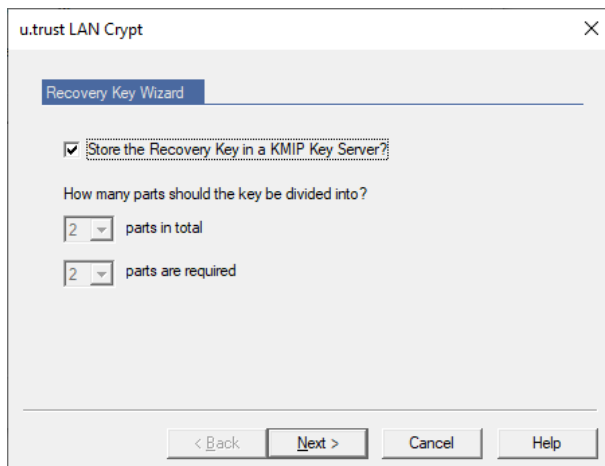 u.trust LAN Crypt
Recovery Key Wizard
Store the Recovery Key in a KMIP Key Server?
How many parts should the key be divided into?
2 parts in total
2 parts are required
< Back Next > Cancel Help